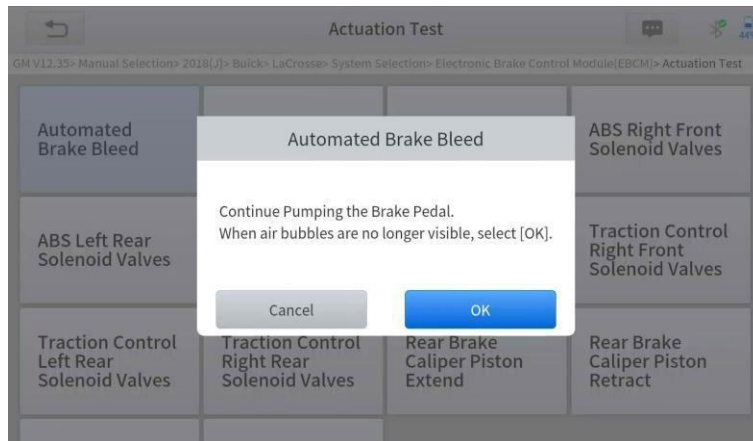 Actuation Test
GM V12.35> Manual Selection> 2018(J)> Buick> LaCrosse> System Selection> Electronic Brake Control Module(EBCM)> Actuation Test
Automated
Brake Bleed
ABS Right Front
Solenoid Valves
Automated Brake Bleed
Continue Pumping the Brake Pedal.
When air bubbles are no longer visible, select [OK].
Cancel
OK
ABS Left Rear
Solenoid Valves
Traction Control
Right Front
Solenoid Valves
Traction Control
Left Rear
Solenoid Valves
Traction Control
Right Rear
Solenoid Valves
Rear Brake
Caliper Piston
Extend
Rear Brake
Caliper Piston
Retract